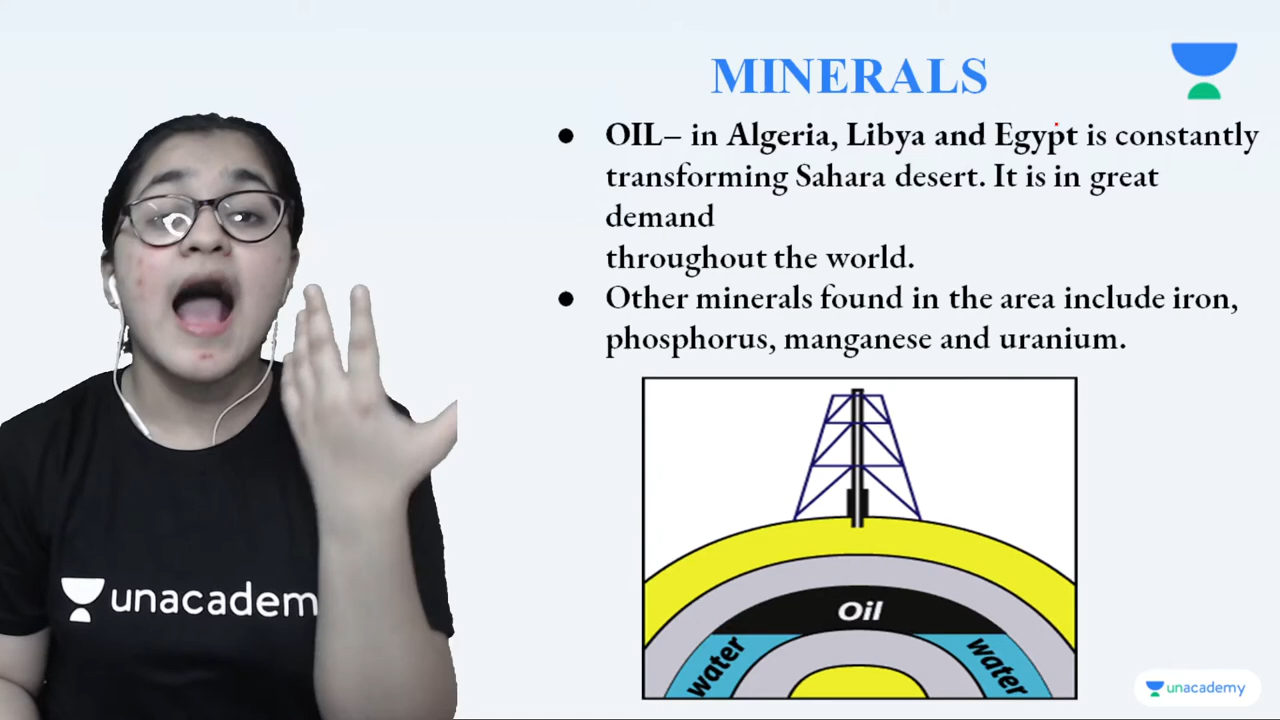 MINERALS
● OIL– in Algeria, Libya and Egypt is constantly
transforming Sahara desert. It is in great
demand
throughout the world.
● Other minerals found in the area include iron,
phosphorus, manganese and uranium.
Oil
water
water
unacadem
unacademy